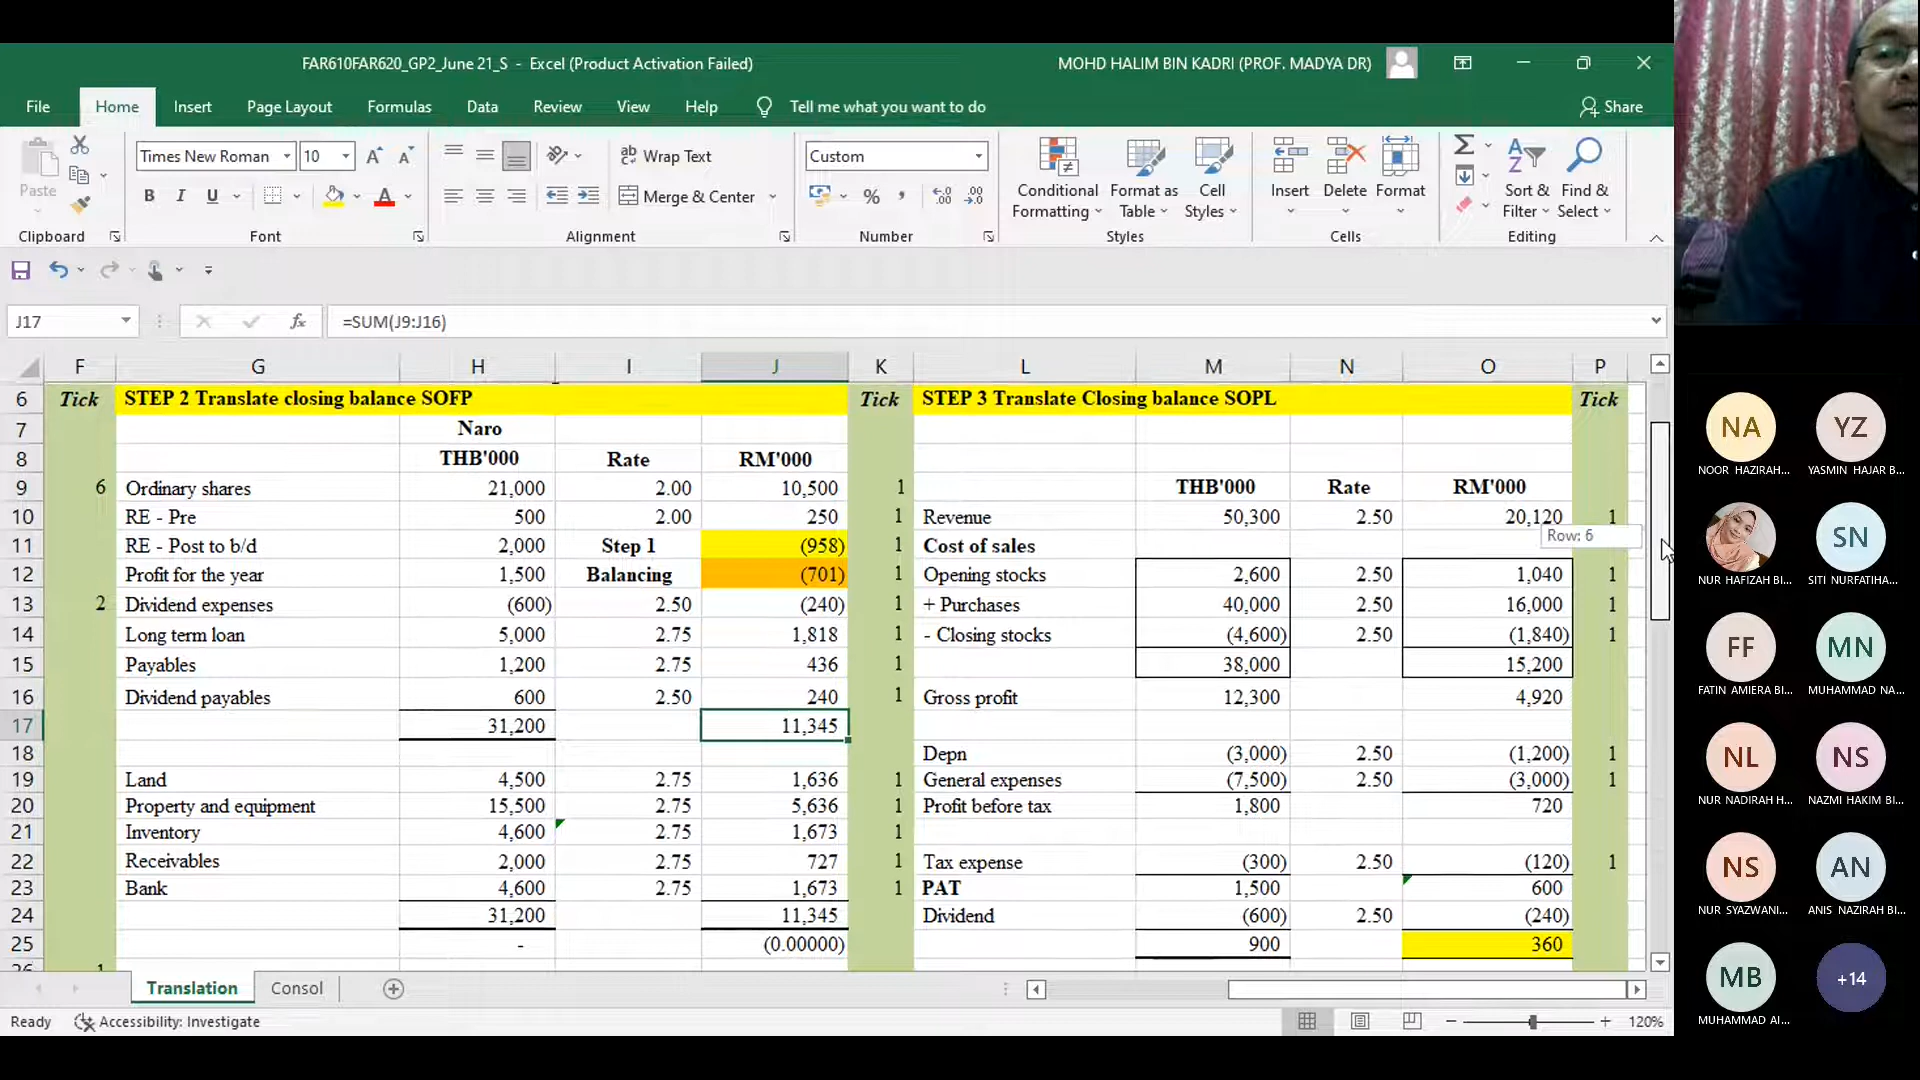 FAR610FAR620_GP2_June 21_S - Excel (Product Activation Failed)
MOHD HALIM BIN KADRI (PROF. MADYA DR)
File Home Insert Page Layout Formulas Data Review View Help Tell me what you want to do Share
Times New Roman 10 Wrap Text Custom
Paste B I U Merge & Center % , Conditional Formatting Format as Table Cell Styles Insert Delete Format Sort & Filter Find & Select
Clipboard Font Alignment Number Styles Cells Editing
J17 fx =SUM(J9:J16)
F G H I J K L M N O P
6 Tick STEP 2 Translate closing balance SOFP Tick STEP 3 Translate Closing balance SOPL Tick
7 Naro
8 THB'000 Rate RM'000
9 6 Ordinary shares 21,000 2.00 10,500 1 THB'000 Rate RM'000
10 RE - Pre 500 2.00 250 1 Revenue 50,300 2.50 20,120 1
Row: 6
11 RE - Post to b/d 2,000 Step 1 (958) 1 Cost of sales
12 Profit for the year 1,500 Balancing (701) 1 Opening stocks 2,600 2.50 1,040 1
13 2 Dividend expenses (600) 2.50 (240) 1 + Purchases 40,000 2.50 16,000 1
14 Long term loan 5,000 2.75 1,818 1 - Closing stocks (4,600) 2.50 (1,840) 1
15 Payables 1,200 2.75 436 1 38,000 15,200
16 Dividend payables 600 2.50 240 1 Gross profit 12,300 4,920
17 31,200 11,345
18 Depn (3,000) 2.50 (1,200) 1
19 Land 4,500 2.75 1,636 1 General expenses (7,500) 2.50 (3,000) 1
20 Property and equipment 15,500 2.75 5,636 1 Profit before tax 1,800 720
21 Inventory 4,600 2.75 1,673 1
22 Receivables 2,000 2.75 727 1 Tax expense (300) 2.50 (120) 1
23 Bank 4,600 2.75 1,673 1 PAT 1,500 600
24 31,200 11,345 Dividend (600) 2.50 (240)
25 - (0.00000) 900 360
Translation Consol
Ready Accessibility: Investigate 120%
NA YZ
NOOR HAZIRAH... YASMIN HAJAR B...
SN
NUR HAFIZAH BI... SITI NURFATIHA...
FF MN
FATIN AMIERA BI... MUHAMMAD NA...
NL NS
NUR NADIRAH H... NAZMI HAKIM BI...
NS AN
NUR SYAZWANI... ANIS NAZIRAH BI...
MB +14
MUHAMMAD AI...